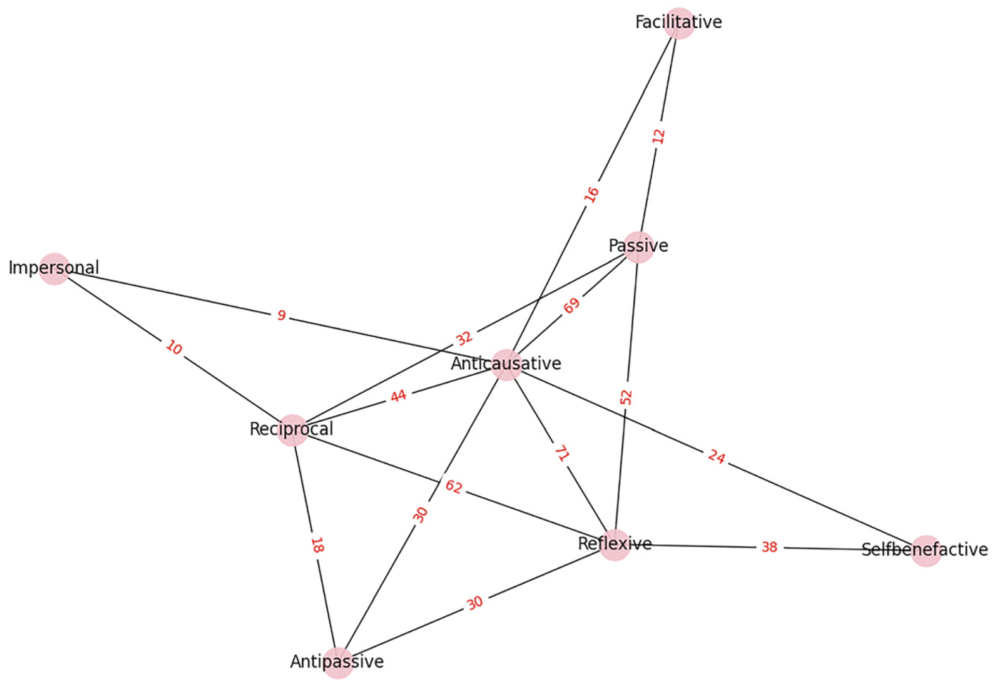 Facilitative
12
16
Passive
Impersonal
69
9
32
10
Anticausative
44
52
Reciprocal
71
24
62
30
18
Reflexive
38
Selfbenefactive
30
Antipassive